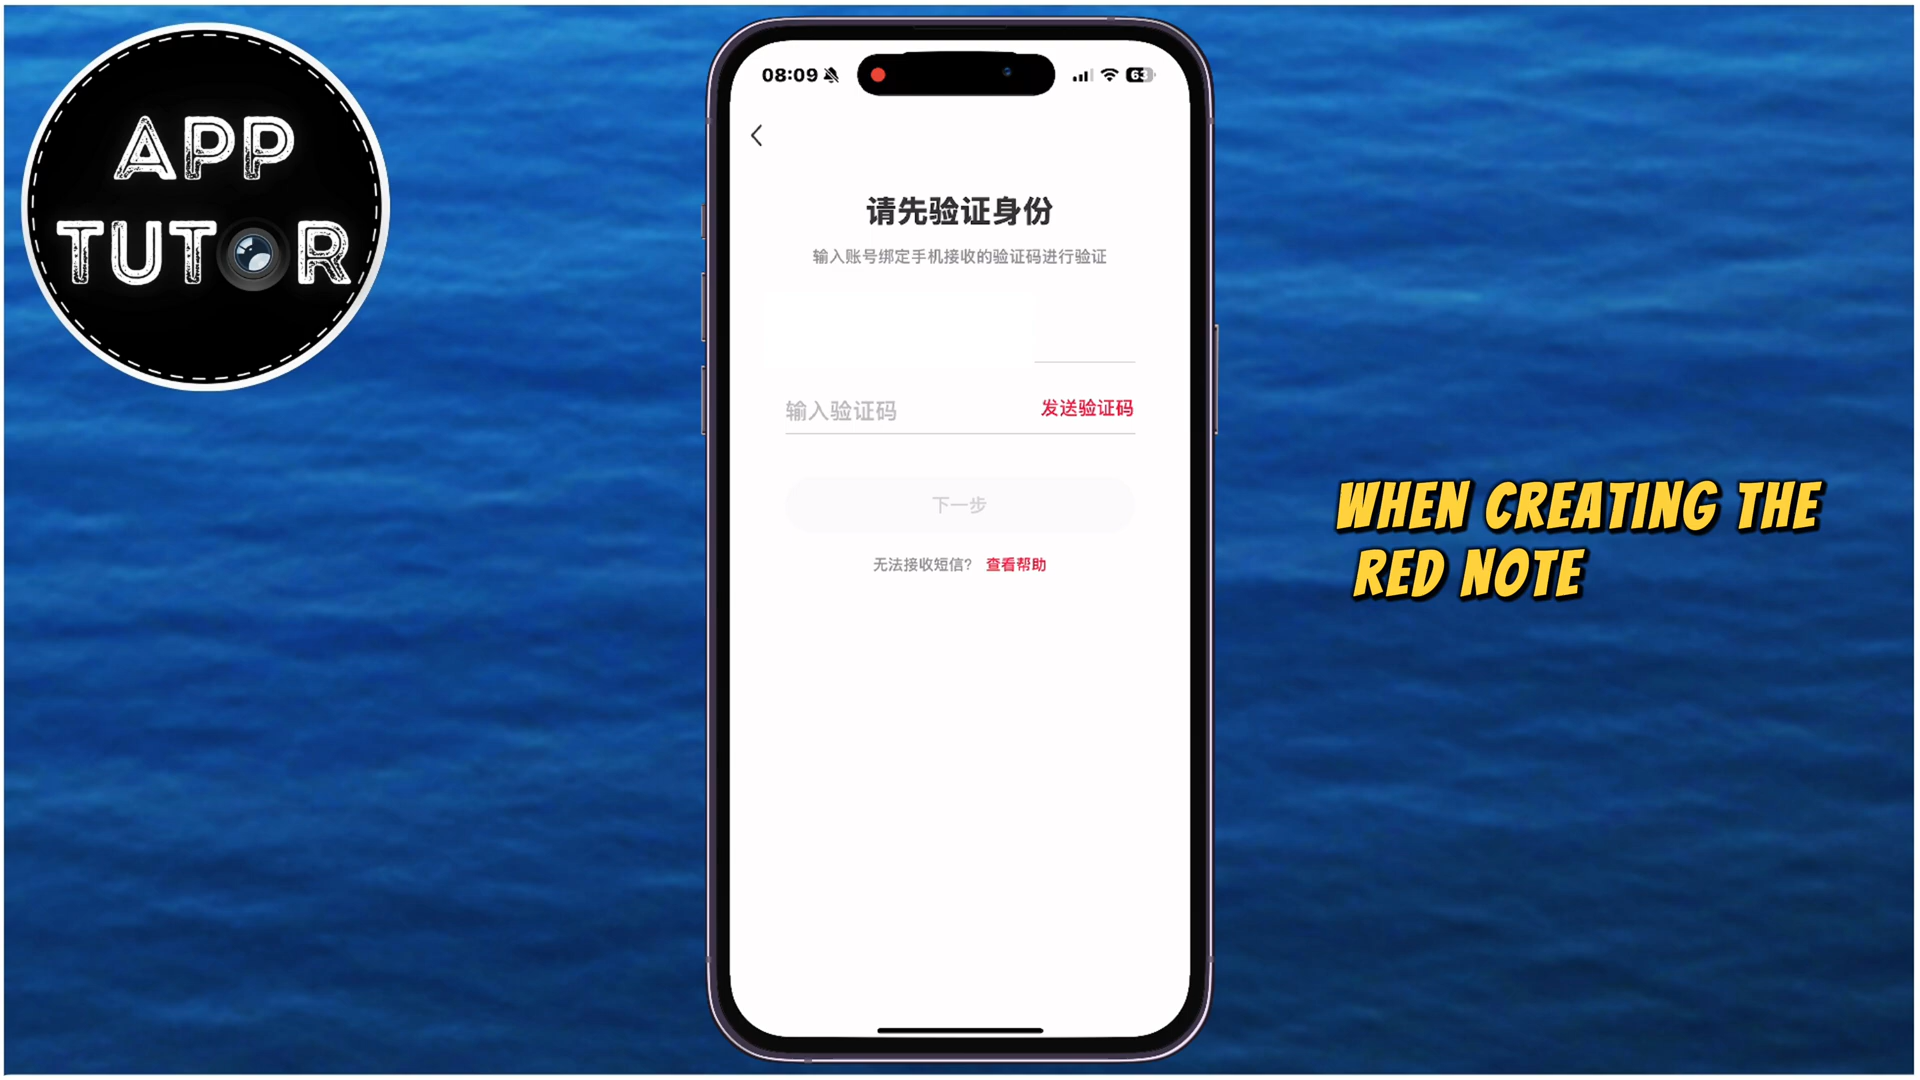 APP
TUTOR
08:09
63
请先验证身份
输入账号绑定手机接收的验证码进行验证
输入验证码
发送验证码
下一步
无法接收短信? 查看帮助
WHEN CREATING THE
RED NOTE